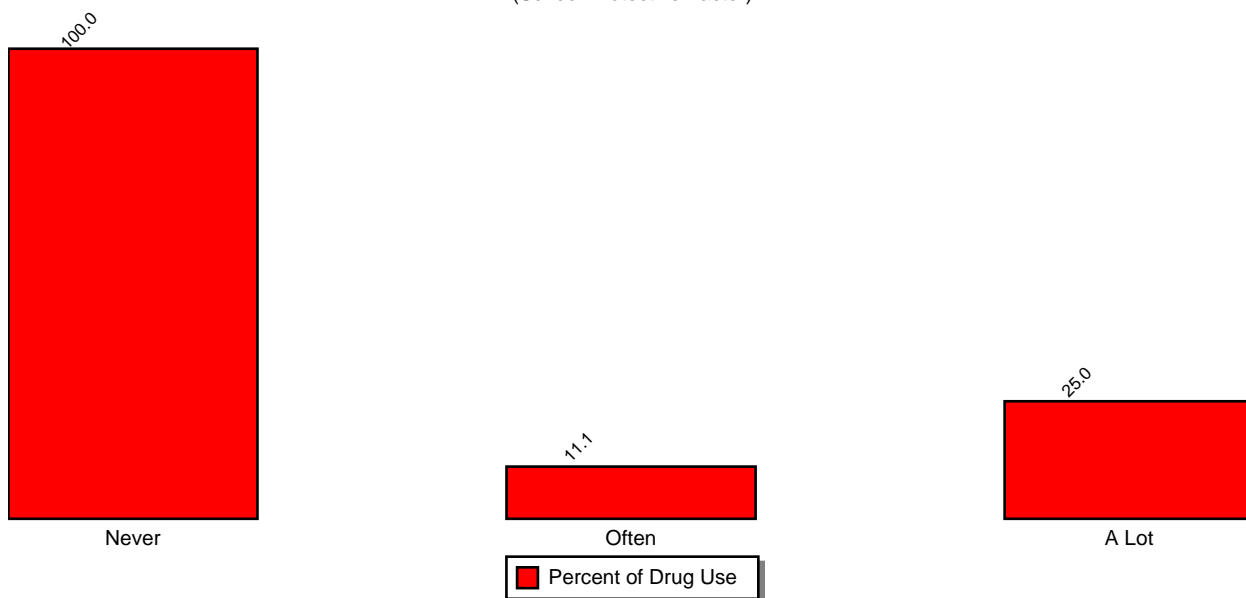 100.0
25.0
11.1
Never
Often
A Lot
Percent of Drug Use